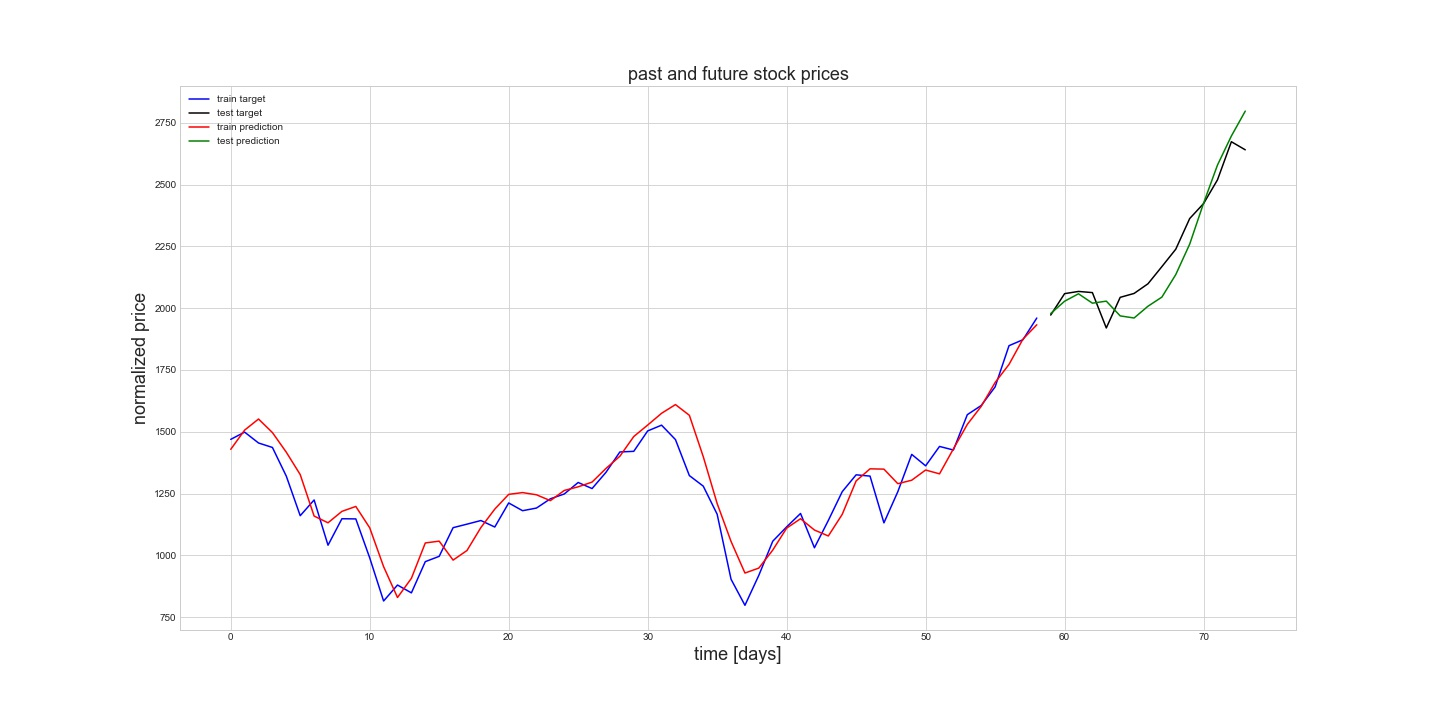 past and future stock prices
train target
test target
train prediction
test prediction
2750
2500
2250
2000
1750
1500
1250
1000
750
normalized price
0 10 20 30 40 50 60 70
time [days]